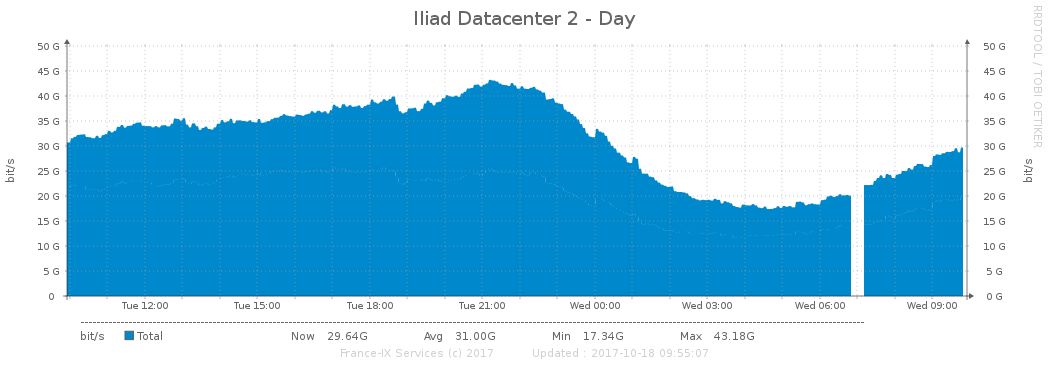 Iliad Datacenter 2 - Day
RRDTOOL / TOBI OETIKER
50 G 50 G
45 G 45 G
40 G 40 G
35 G 35 G
30 G 30 G
25 G 25 G
20 G 20 G
15 G 15 G
10 G 10 G
5 G 5 G
0 0 G
bit/s
bit/s
Tue 12:00 Tue 15:00 Tue 18:00 Tue 21:00 Wed 00:00 Wed 03:00 Wed 06:00 Wed 09:00
bit/s Total Now 29.64G Avg 31.00G Min 17.34G Max 43.18G
France-IX Services (c) 2017 Updated : 2017-10-18 09:55:07